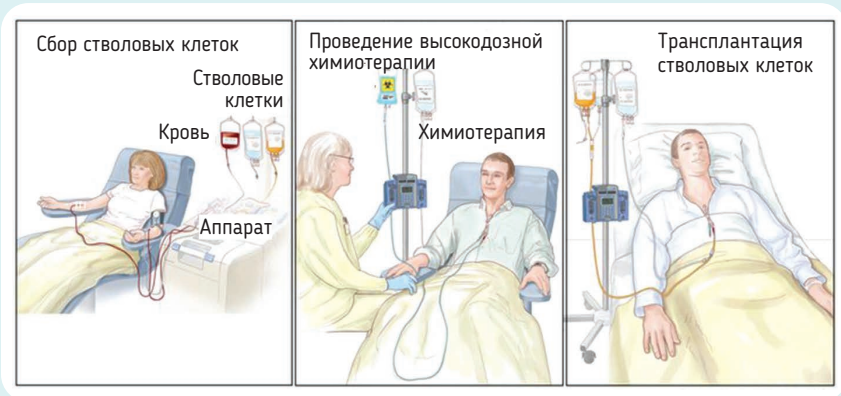 Сбор стволовых клеток
Стволовые
клетки
Кровь
Аппарат
Проведение высокодозной
химиотерапии
Химиотерапия
Трансплантация
стволовых клеток